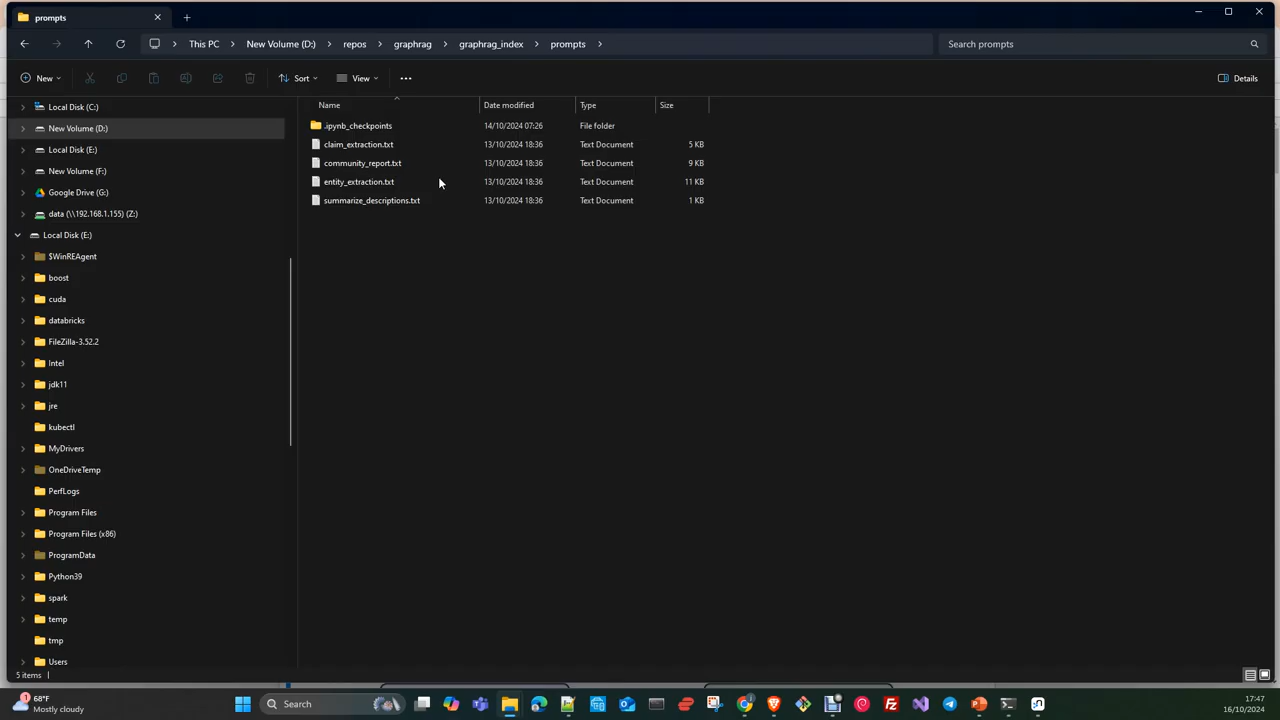 prompts
This PC > New Volume (D:) > repos > graphrag > graphrag_index > prompts >
Search prompts
New
Sort
View
Details
Name Date modified Type Size
.ipynb_checkpoints 14/10/2024 07:26 File folder
claim_extraction.txt 13/10/2024 18:36 Text Document 5 KB
community_report.txt 13/10/2024 18:36 Text Document 9 KB
entity_extraction.txt 13/10/2024 18:36 Text Document 11 KB
summarize_descriptions.txt 13/10/2024 18:36 Text Document 1 KB
Local Disk (C:)
New Volume (D:)
Local Disk (E:)
New Volume (F:)
Google Drive (G:)
data (\\192.168.1.155) (Z:)
Local Disk (E:)
$WinREAgent
boost
cuda
databricks
FileZilla-3.52.2
Intel
jdk11
jre
kubectl
MyDrivers
OneDriveTemp
PerfLogs
Program Files
Program Files (x86)
ProgramData
Python39
spark
temp
tmp
Users
5 items
1
68°F
Mostly cloudy
Search
17:47
16/10/2024